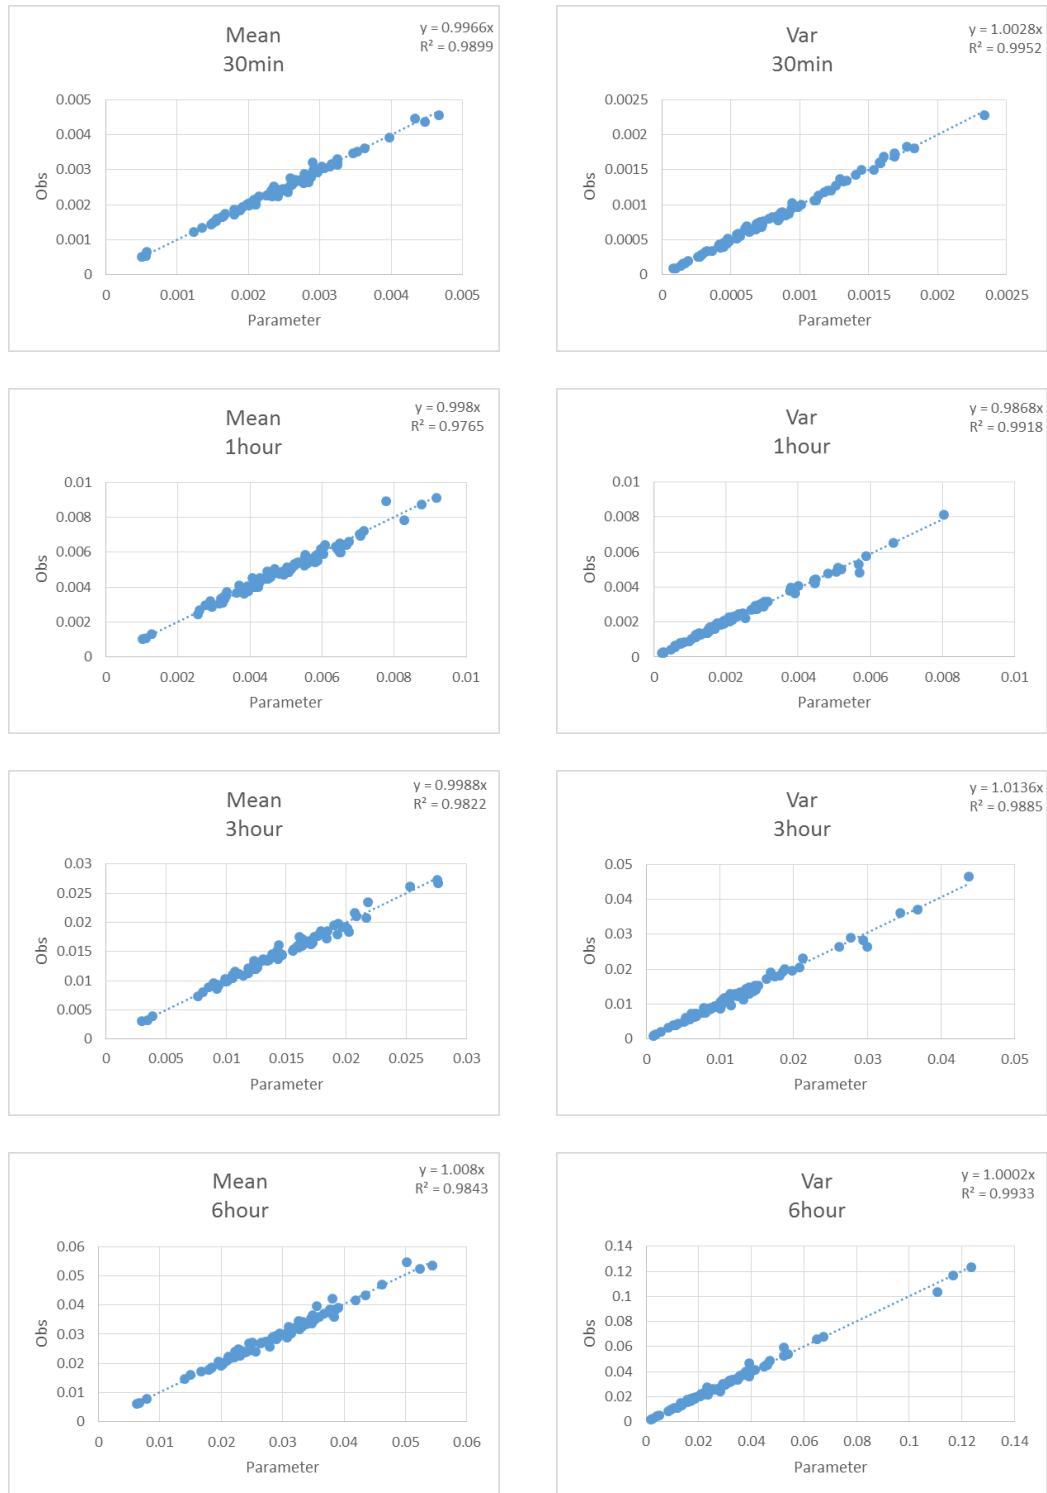 Mean
30min
y = 0.9966x
R² = 0.9899
0.005
0.004
0.003
0.002
0.001
0
Obs
0 0.001 0.002 0.003 0.004 0.005
Parameter
Var
30min
y = 1.0028x
R² = 0.9952
0.0025
0.002
0.0015
0.001
0.0005
0
Obs
0 0.0005 0.001 0.0015 0.002 0.0025
Parameter
Mean
1hour
y = 0.998x
R² = 0.9765
0.01
0.008
0.006
0.004
0.002
0
Obs
0 0.002 0.004 0.006 0.008 0.01
Parameter
Var
1hour
y = 0.9868x
R² = 0.9918
0.01
0.008
0.006
0.004
0.002
0
Obs
0 0.002 0.004 0.006 0.008 0.01
Parameter
Mean
3hour
y = 0.9988x
R² = 0.9822
0.03
0.025
0.02
0.015
0.01
0.005
0
Obs
0 0.005 0.01 0.015 0.02 0.025 0.03
Parameter
Var
3hour
y = 1.0136x
R² = 0.9885
0.05
0.04
0.03
0.02
0.01
0
Obs
0 0.01 0.02 0.03 0.04 0.05
Parameter
Mean
6hour
y = 1.008x
R² = 0.9843
0.06
0.05
0.04
0.03
0.02
0.01
0
Obs
0 0.01 0.02 0.03 0.04 0.05 0.06
Parameter
Var
6hour
y = 1.0002x
R² = 0.9933
0.14
0.12
0.1
0.08
0.06
0.04
0.02
0
Obs
0 0.02 0.04 0.06 0.08 0.1 0.12 0.14
Parameter